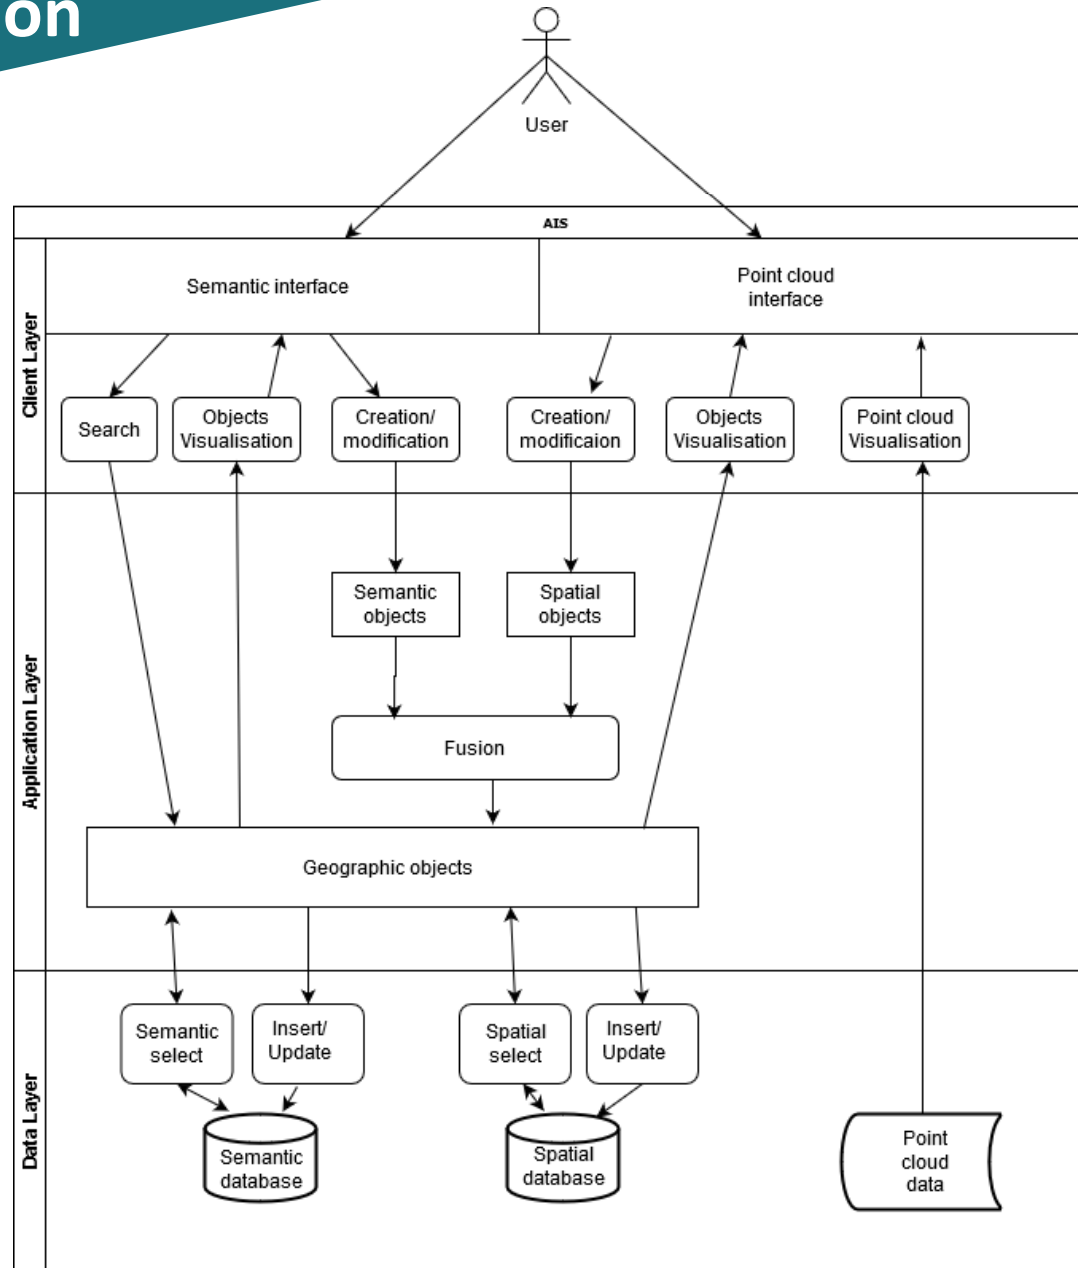 on
User
AIS
Client Layer
Semantic interface
Point cloud
interface
Search
Objects
Visualisation
Creation/
modification
Creation/
modificaion
Objects
Visualisation
Point cloud
Visualisation
Application Layer
Semantic
objects
Spatial
objects
Fusion
Geographic objects
Data Layer
Semantic
select
Insert/
Update
Spatial
select
Insert/
Update
Semantic
database
Spatial
database
Point
cloud
data